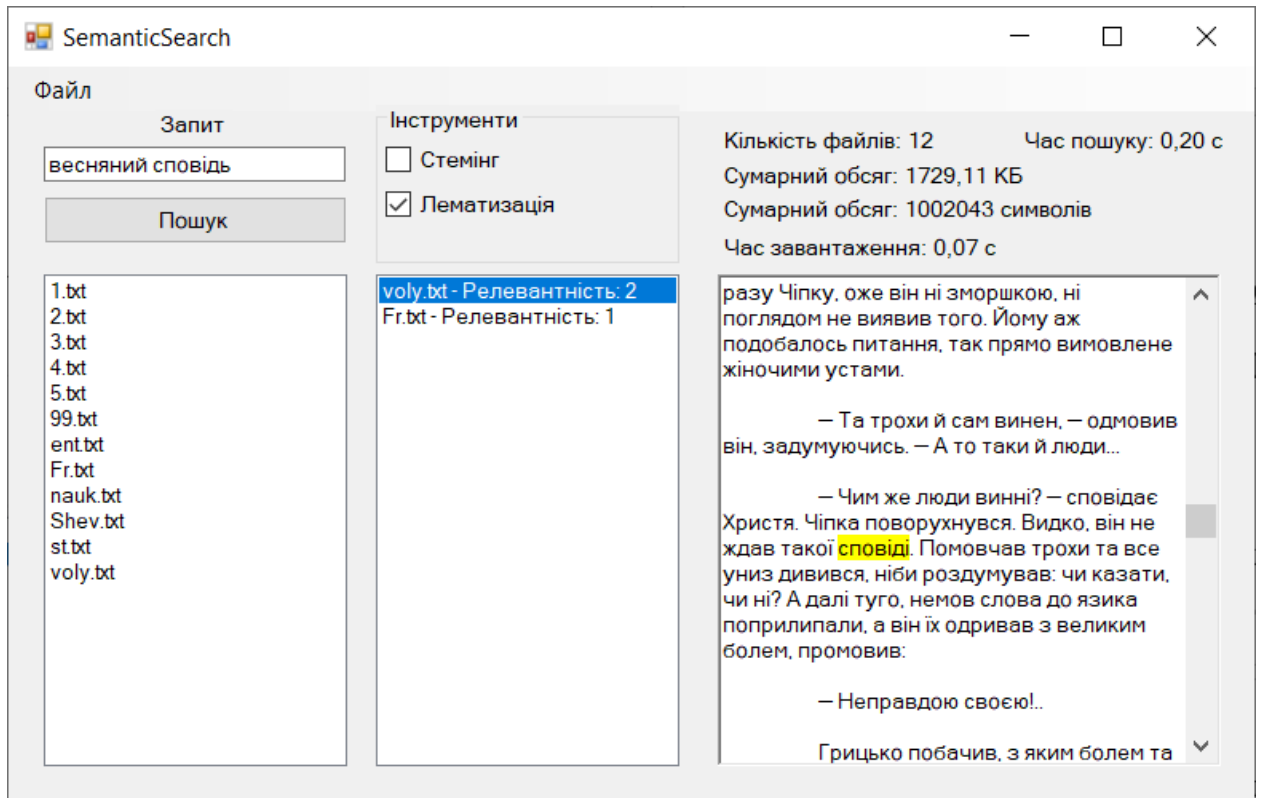 SemanticSearch
Файл
Запит
весняний сповідь
Пошук
Інструменти
Стемінг
Лематизація
Кількість файлів: 12
Час пошуку: 0,20 с
Сумарний обсяг: 1729,11 КБ
Сумарний обсяг: 1002043 символів
Час завантаження: 0,07 с
1.txt
2.txt
3.txt
4.txt
5.txt
99.txt
ent.txt
Fr.txt
nauk.txt
Shev.txt
st.txt
voly.txt
voly.txt - Релевантність: 2
Fr.txt - Релевантність: 1
разу Чіпку, оже він ні зморшкою, ні
поглядом не виявив того. Йому аж
подобалось питання, так прямо вимовлене
жіночими устами.
— Та трохи й сам винен, — одмовив
він, задумуючись. — А то таки й люди...
— Чим же люди винні? — сповідає
Христя. Чіпка поворухнувся. Видко, він не
ждав такої сповіді. Помовчав трохи та все
униз дивився, ніби роздумував: чи казати,
чи ні? А далі туго, немов слова до язика
поприлипали, а він їх одривав з великим
болем, промовив:
— Неправдою своєю!..
Грицько побачив, з яким болем та